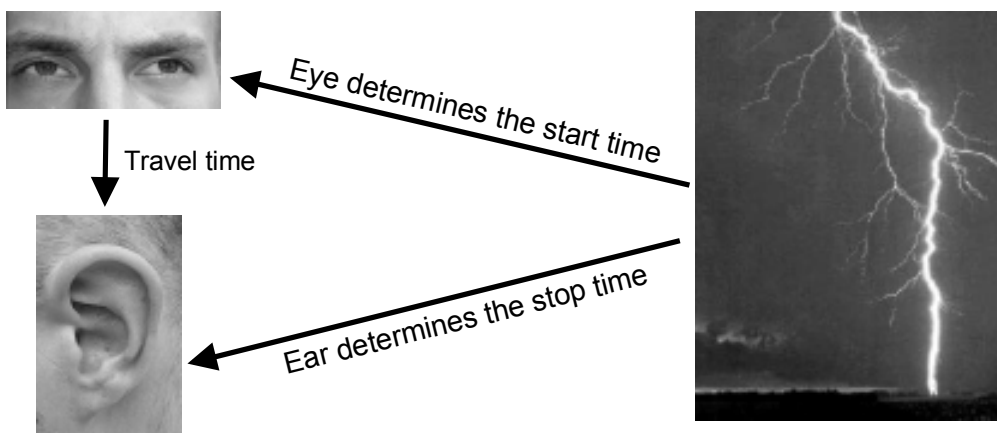 Eye determines the start time
Travel time
Ear determines the stop time